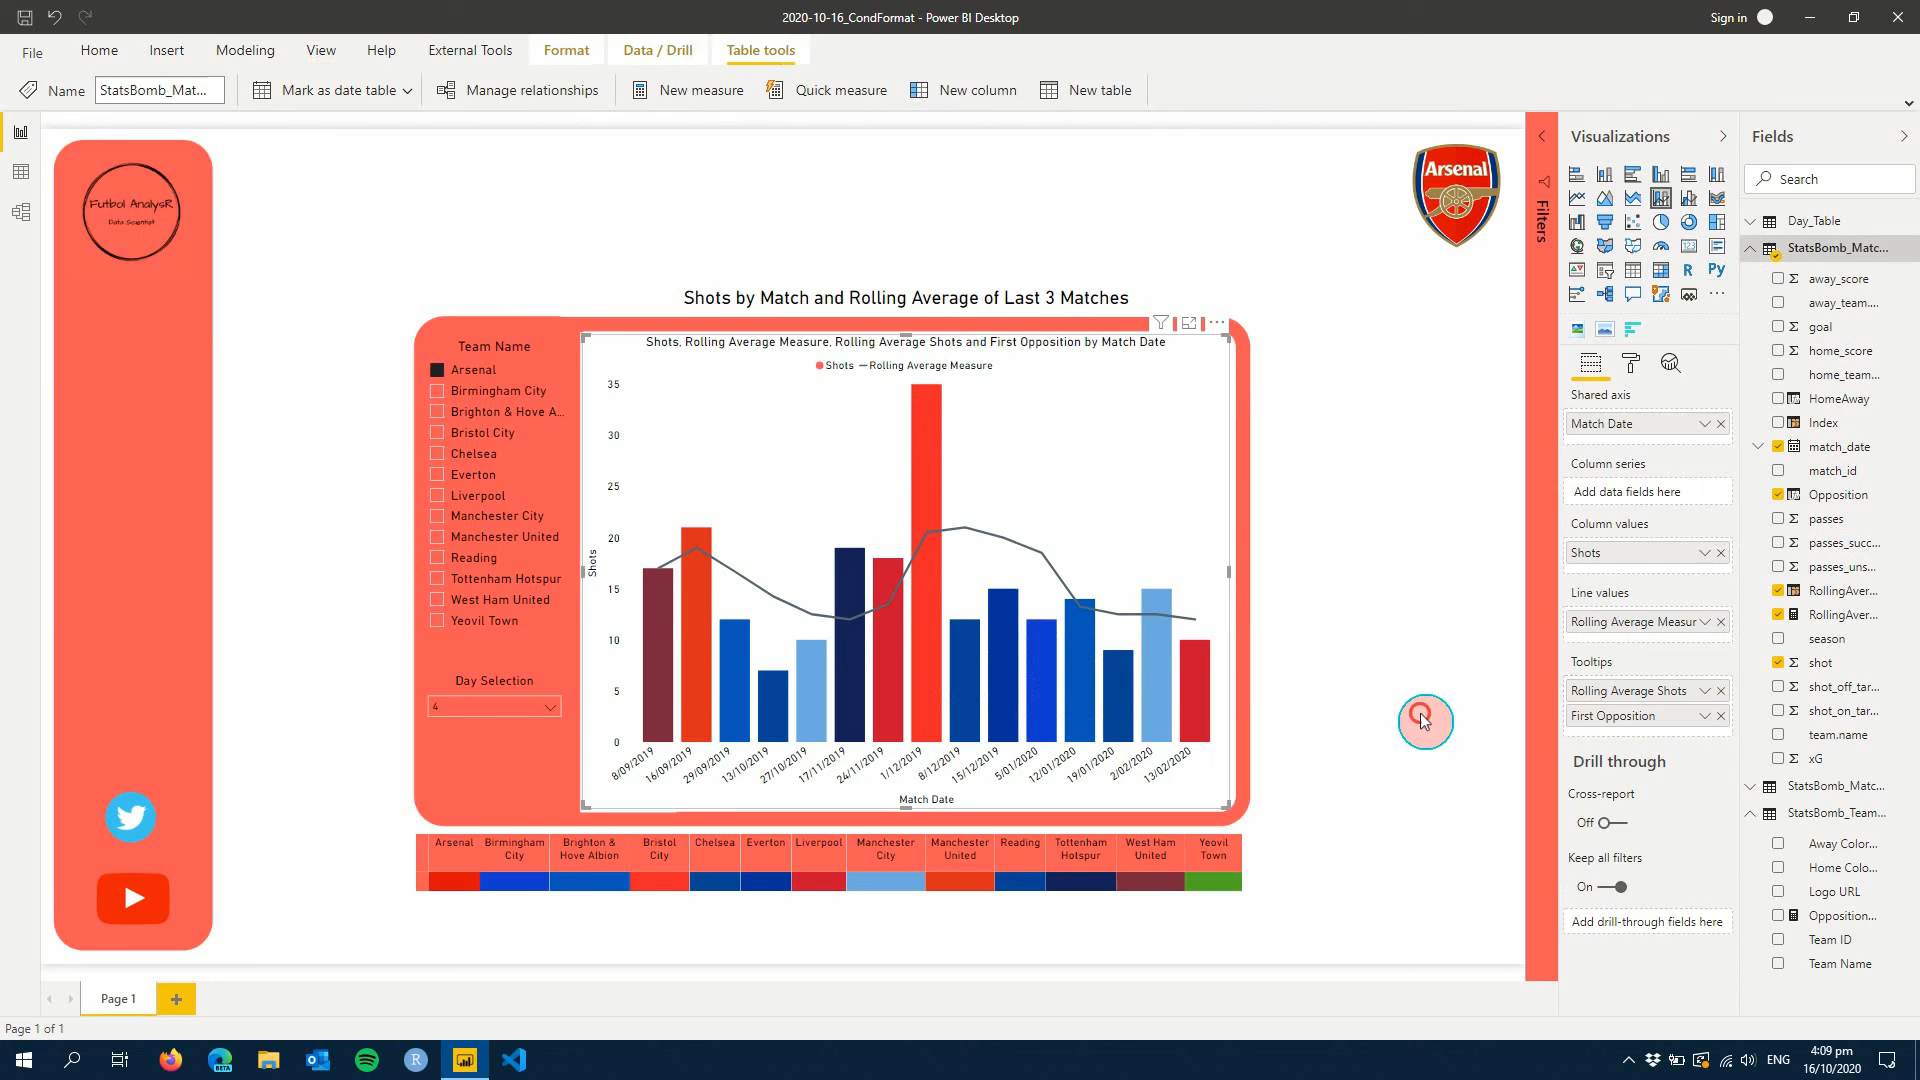 2020-10-16_CondFormat - Power BI Desktop
Sign in
File Home Insert Modeling View Help External Tools Format Data / Drill Table tools
Name StatsBomb_Mat... Mark as date table Manage relationships New measure Quick measure New column New table
Futbol AnalysR
Data Scientist
Arsenal
Shots by Match and Rolling Average of Last 3 Matches
Team Name
Arsenal
Birmingham City
Brighton & Hove A...
Bristol City
Chelsea
Everton
Liverpool
Manchester City
Manchester United
Reading
Tottenham Hotspur
West Ham United
Yeovil Town
Day Selection
4
Shots, Rolling Average Measure, Rolling Average Shots and First Opposition by Match Date
Shots Rolling Average Measure
35
30
25
20
15
10
5
0
Shots
8/09/2019 16/09/2019 29/09/2019 13/10/2019 27/10/2019 17/11/2019 24/11/2019 1/12/2019 8/12/2019 15/12/2019 5/01/2020 12/01/2020 19/01/2020 2/02/2020 13/02/2020
Match Date
Arsenal Birmingham City Brighton & Hove Albion Bristol City Chelsea Everton Liverpool Manchester City Manchester United Reading Tottenham Hotspur West Ham United Yeovil Town
Filters
Visualizations
123
R Py
Shared axis
Match Date
Column series
Add data fields here
Column values
Shots
Line values
Rolling Average Measur
Tooltips
Rolling Average Shots
First Opposition
Drill through
Cross-report
Off
Keep all filters
On
Add drill-through fields here
Fields
Search
Day_Table
StatsBomb_Matc...
away_score
away_team....
goal
home_score
home_team...
HomeAway
Index
match_date
match_id
Opposition
passes
passes_succ...
passes_uns...
RollingAver...
RollingAver...
season
shot
shot_off_tar...
shot_on_tar...
team.name
xG
StatsBomb_Matc...
StatsBomb_Team...
Away Color...
Home Colo...
Logo URL
Opposition...
Team ID
Team Name
Page 1
Page 1 of 1
BETA
R
ENG
4:09 pm
16/10/2020